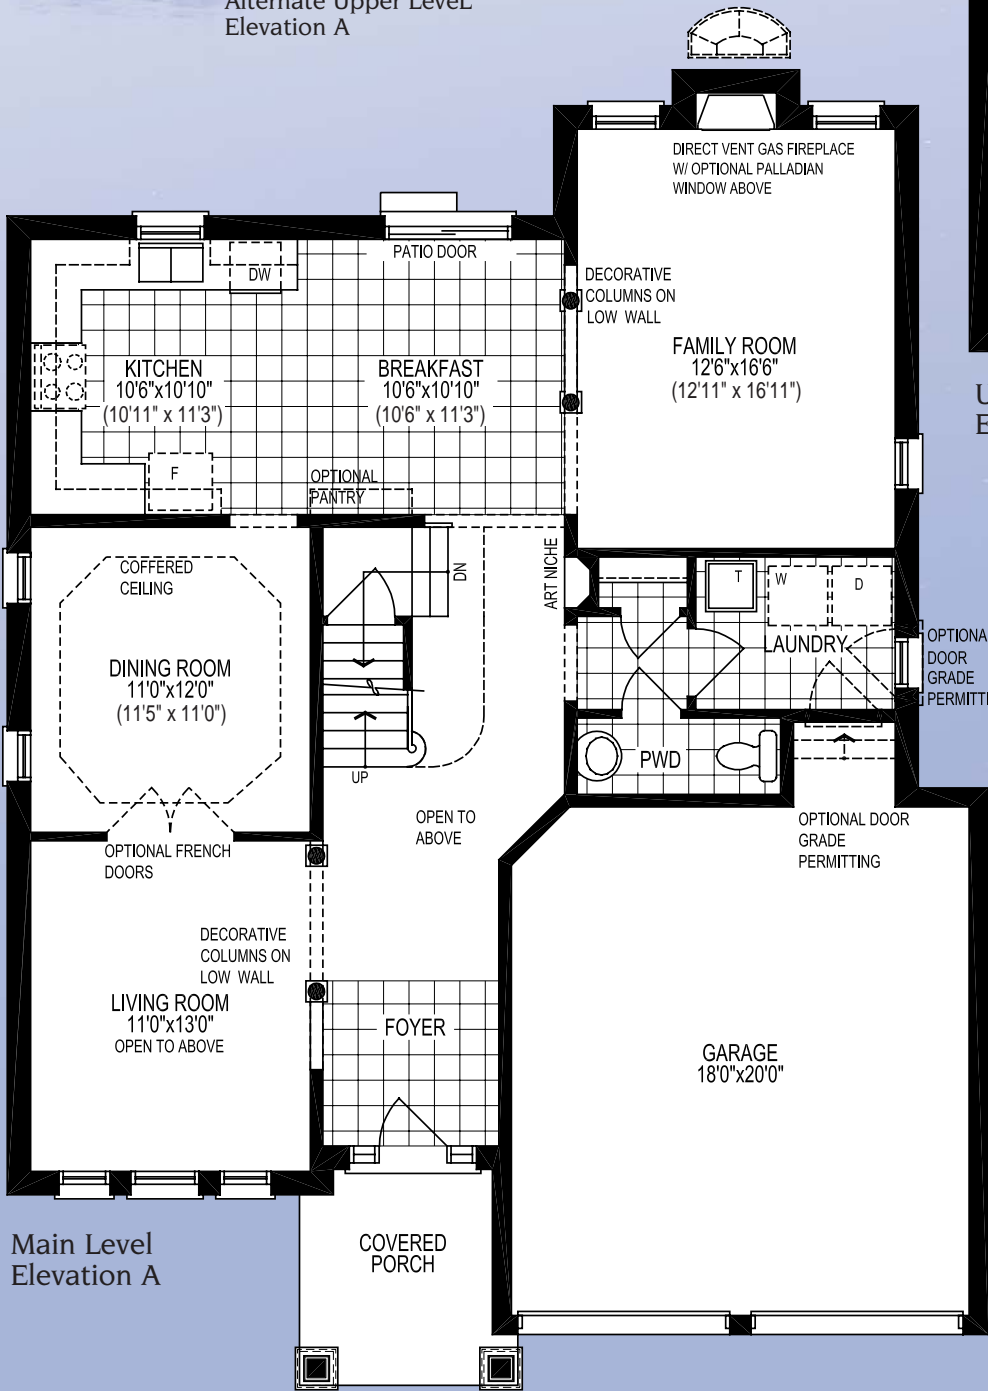 Alternate Upper LeveL
Elevation A
DIRECT VENT GAS FIREPLACE
W/ OPTIONAL PALLADIAN
WINDOW ABOVE
PATIO DOOR
DW
DECORATIVE
COLUMNS ON
LOW WALL
KITCHEN
10'6"x10'10"
(10'11" x 11'3")
BREAKFAST
10'6"x10'10"
(10'6" x 11'3")
FAMILY ROOM
12'6"x16'6"
(12'11" x 16'11")
F
OPTIONAL
PANTRY
COFFERED
CEILING
DN
ART NICHE
T
W
D
LAUNDRY
OPTIONA
DOOR
GRADE
PERMITTI
DINING ROOM
11'0"x12'0"
(11'5" x 11'0")
UP
PWD
OPEN TO
ABOVE
OPTIONAL DOOR
GRADE
PERMITTING
OPTIONAL FRENCH
DOORS
DECORATIVE
COLUMNS ON
LOW WALL
LIVING ROOM
11'0"x13'0"
OPEN TO ABOVE
FOYER
GARAGE
18'0"x20'0"
COVERED
PORCH
Main Level
Elevation A
U
E